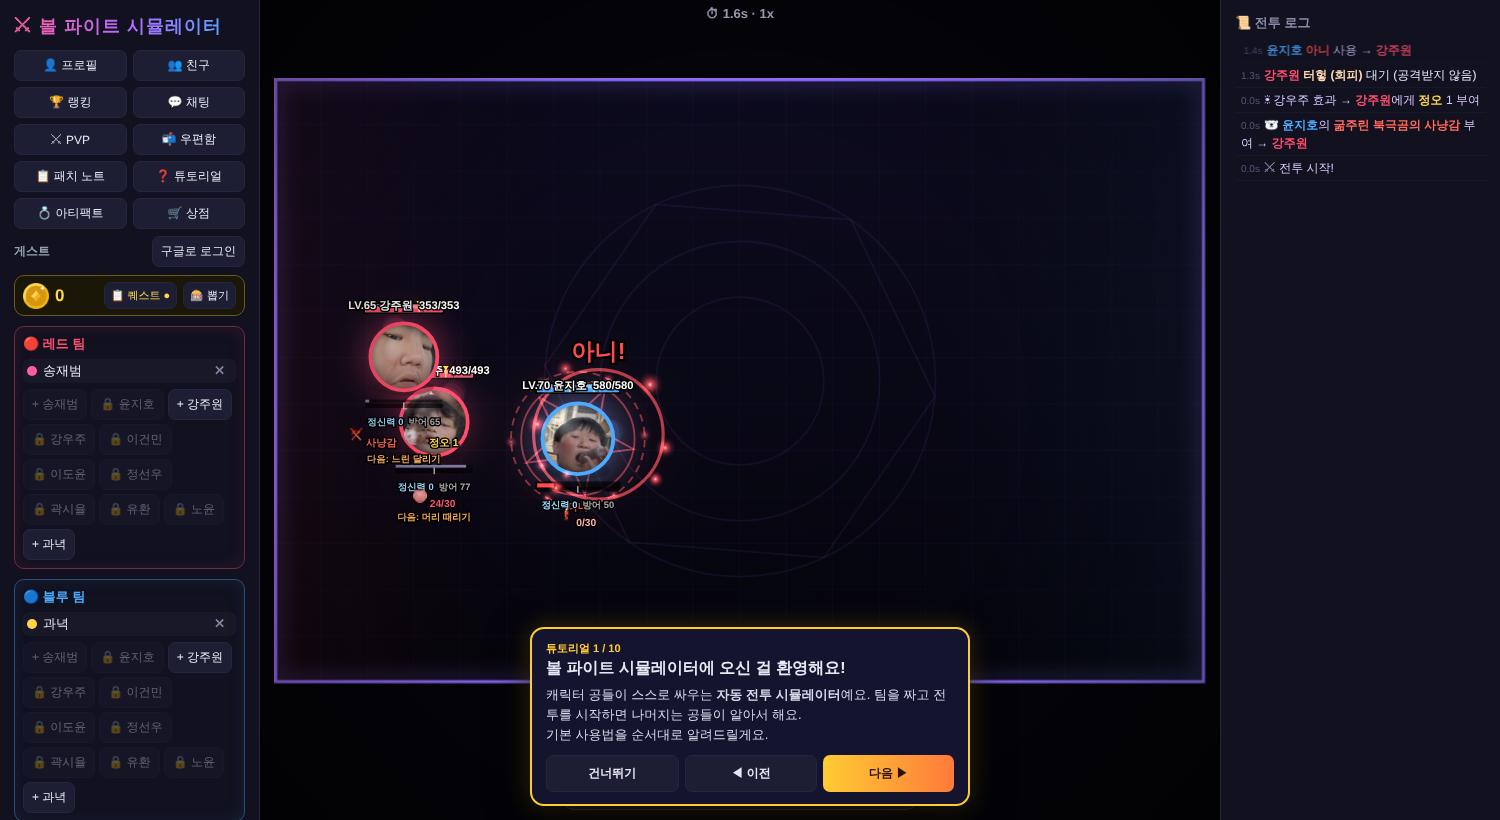 ⚔ 볼 파이트 시뮬레이터
👤 프로필
👥 친구
🏆 랭킹
💬 채팅
⚔ PVP
📬 우편함
📋 패치 노트
❓ 튜토리얼
💍 아티팩트
🛒 상점
게스트
구글로 로그인
0
📋 퀘스트 ●
🎰 뽑기
🔴 레드 팀
송재범 ✕
+ 송재범
🔒 윤지호
+ 강주원
🔒 강우주
🔒 이건민
🔒 이도윤
🔒 정선우
🔒 곽시율
🔒 유환
🔒 노윤
+ 과녁
🔵 블루 팀
과녁 ✕
+ 송재범
🔒 윤지호
+ 강주원
🔒 강우주
🔒 이건민
🔒 이도윤
🔒 정선우
🔒 곽시율
🔒 유환
🔒 노윤
+ 과녁
⏱ 1.6s · 1x
LV.65 강주원 353/353
493/493
정신력 0 방어 65
사냥감
정오 1
다음: 느린 달리기
정신력 0 방어 77
24/30
다음: 머리 때리기
아니!
LV.70 윤지호 580/580
정신력 0 방어 50
0/30
튜토리얼 1 / 10
볼 파이트 시뮬레이터에 오신 걸 환영해요!
캐릭터 공들이 스스로 싸우는 자동 전투 시뮬레이터예요. 팀을 짜고 전
투를 시작하면 나머지는 공들이 알아서 해요.
기본 사용법을 순서대로 알려드릴게요.
건너뛰기
◀ 이전
다음 ▶
📜 전투 로그
1.4s 윤지호 아니 사용 → 강주원
1.3s 강주원 터헣 (회피) 대기 (공격받지 않음)
0.0s ☀ 강우주 효과 → 강주원에게 정오 1 부여
0.0s 🐻‍❄️ 윤지호의 굶주린 북극곰의 사냥감 부
여 → 강주원
0.0s ⚔ 전투 시작!